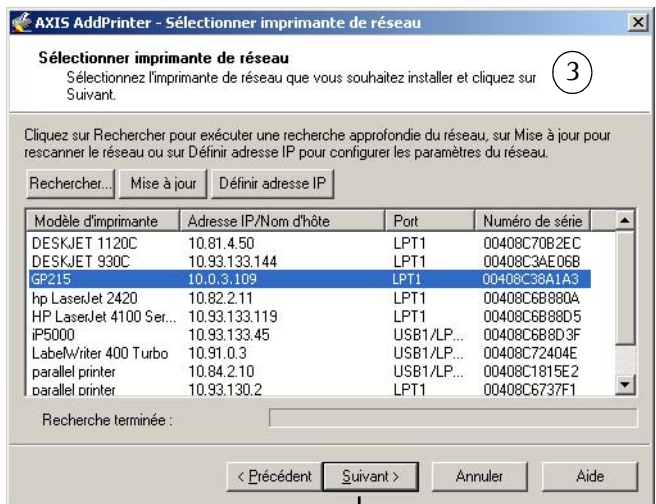 AXIS AddPrinter - Sélectionner imprimante de réseau
Sélectionner imprimante de réseau
Sélectionnez l'imprimante de réseau que vous souhaitez installer et cliquez sur
Suivant.
3
Cliquez sur Rechercher pour exécuter une recherche approfondie du réseau, sur Mise à jour pour
rescanner le réseau ou sur Définir adresse IP pour configurer les paramètres du réseau.
Rechercher... Mise à jour Définir adresse IP
Modèle d'imprimante Adresse IP/Nom d'hôte Port Numéro de série
DESKJET 1120C 10.81.4.50 LPT1 00408C70B2EC
DESKJET 930C 10.93.133.144 LPT1 00408C3AE06B
GP215 10.0.3.109 LPT1 00408C38A1A3
hp LaserJet 2420 10.82.2.11 LPT1 00408C6B880A
HP LaserJet 4100 Ser... 10.93.133.119 LPT1 00408C6B88D5
iP5000 10.93.133.45 USB1/LP... 00408C6B8D3F
LabelWriter 400 Turbo 10.91.0.3 USB1/LP... 00408C72404E
parallel printer 10.84.2.10 USB1/LP... 00408C1815E2
parallel printer 10.93.130.2 LPT1 00408C6737F1
Recherche terminée :
< Précédent Suivant > Annuler Aide